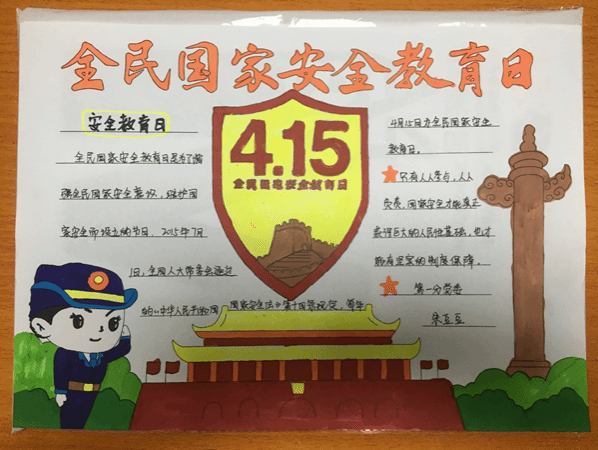 全民国家安全教育日
安全教育日
全民国家安全教育日是为了增
强全民国家安全意识,维护国
家安全而设立的节日。2015年7月
1日,全国人大常委会通过
的《中华人民共和国
国家安全法》第十四条规定,每年
4.15
全民国家安全教育日
4月15日为全民国家安全
教育日。
只有人人参与,人人
负责,国家安全才能真正
获得巨大的人民性基础,也才
拥有坚实的制度保障。
第一分党委